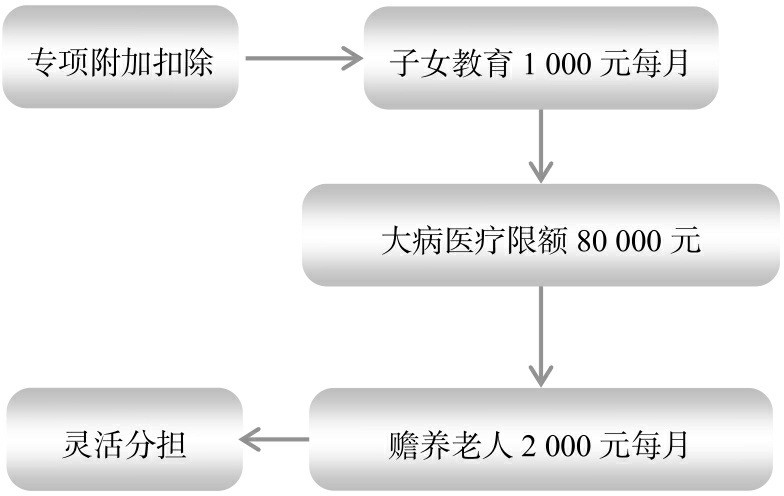 专项附加扣除
子女教育 1 000 元每月
大病医疗限额 80 000 元
赡养老人 2 000 元每月
灵活分担